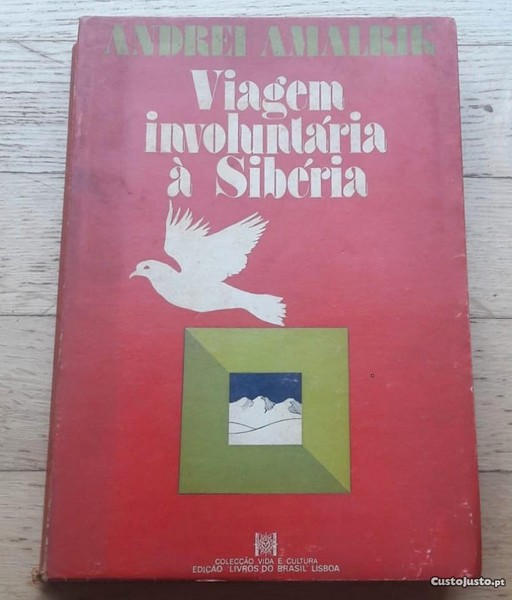 ANDREI AMALRIK
Viagem
involuntária
à Sibéria
COLECÇÃO VIDA E CULTURA
EDIÇÃO "LIVROS DO BRASIL" LISBOA
Custojusto.pt